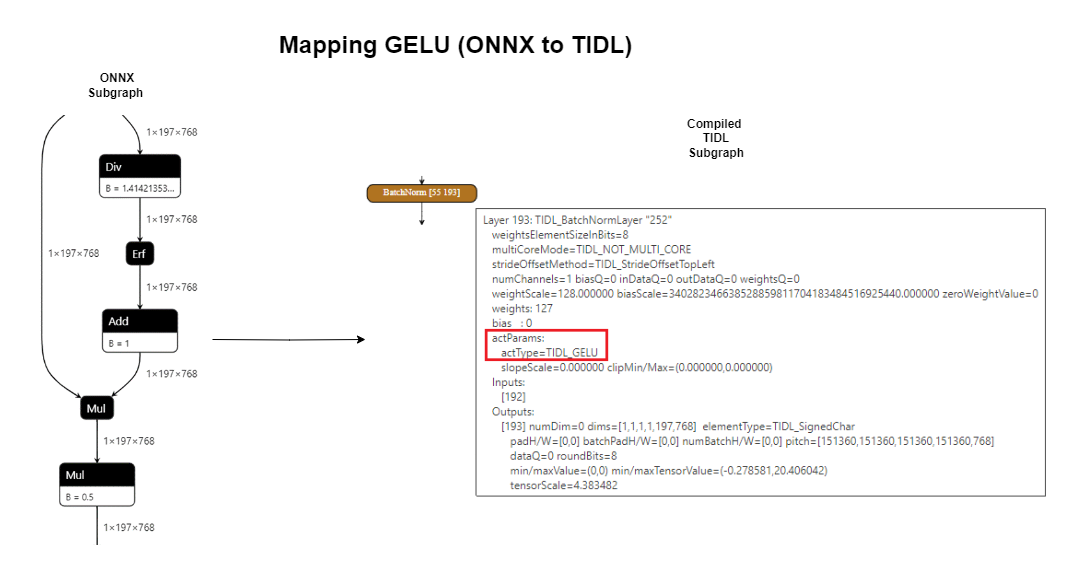 Mapping GELU (ONNX to TIDL)
ONNX
Subgraph
1×197×768
Div
B = 1.41421353...
1×197×768
1×197×768
Erf
1×197×768
Add
B = 1
1×197×768
Mul
1×197×768
Mul
B = 0.5
1×197×768
Compiled
TIDL
Subgraph
BatchNorm [55 193]
Layer 193: TIDL_BatchNormLayer "252"
weightsElementSizeInBits=8
multiCoreMode=TIDL_NOT_MULTI_CORE
strideOffsetMethod=TIDL_StrideOffsetTopLeft
numChannels=1 biasQ=0 inDataQ=0 outDataQ=0 weightsQ=0
weightScale=128.000000 biasScale=340282346638528859811704183484516925440.000000 zeroWeightValue=0
weights: 127
bias : 0
actParams:
actType=TIDL_GELU
slopeScale=0.000000 clipMin/Max=(0.000000,0.000000)
Inputs:
[192]
Outputs:
[193] numDim=0 dims=[1,1,1,1,197,768] elementType=TIDL_SignedChar
padH/W=[0,0] batchPadH/W=[0,0] numBatchH/W=[0,0] pitch=[151360,151360,151360,151360,768]
dataQ=0 roundBits=8
min/maxValue=(0,0) min/maxTensorValue=(-0.278581,20.406042)
tensorScale=4.383482